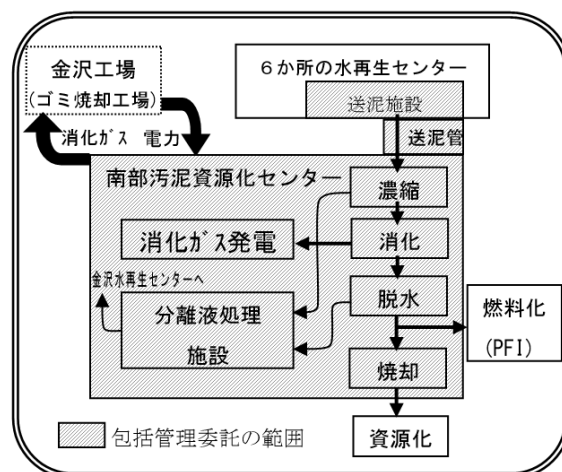 金沢工場
(ゴミ焼却工場)
6か所の水再生センター
送泥施設
消化ガス 電力
送泥管
南部汚泥資源化センター
濃縮
消化ガス発電
消化
金沢水再生センターへ
脱水
分離液処理
施設
燃料化
(PFI)
焼却
包括管理委託の範囲
資源化